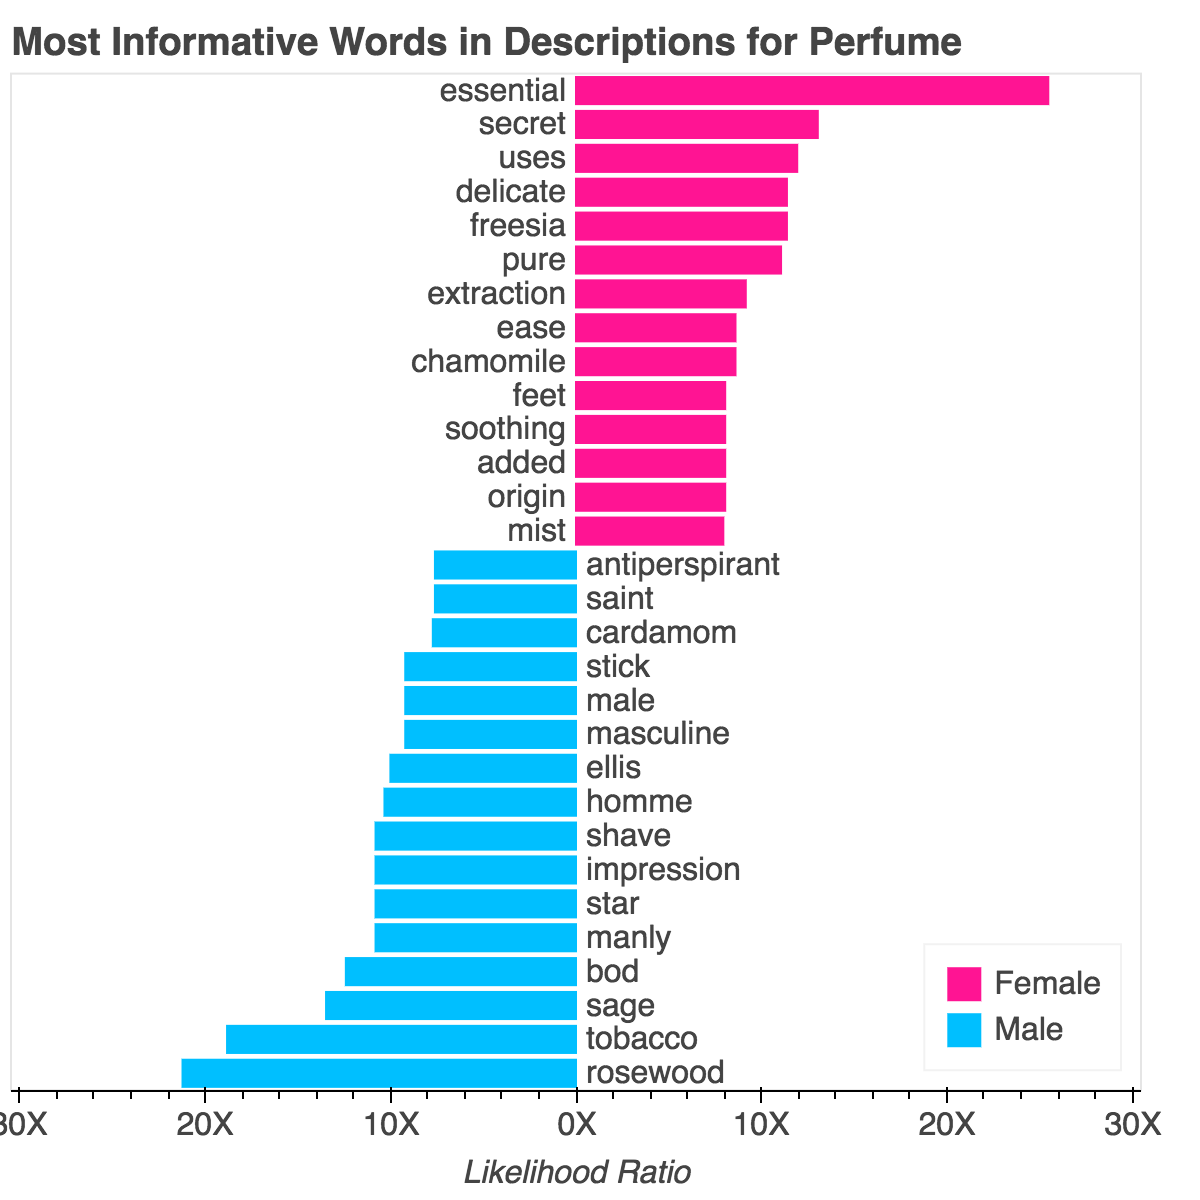 Most Informative Words in Descriptions for Perfume
essential
secret
uses
delicate
freesia
pure
extraction
ease
chamomile
feet
soothing
added
origin
mist
antiperspirant
saint
cardamom
stick
male
masculine
ellis
homme
shave
impression
star
manly
bod
sage
tobacco
rosewood
Female
Male
30X 20X 10X 0X 10X 20X 30X
Likelihood Ratio